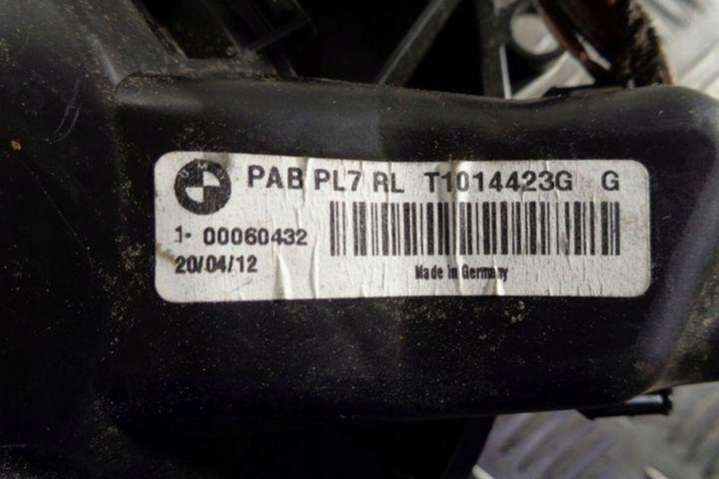 PAB PL7 RL T1014423G G
1- 00060432
20/04/12
Made in Germany